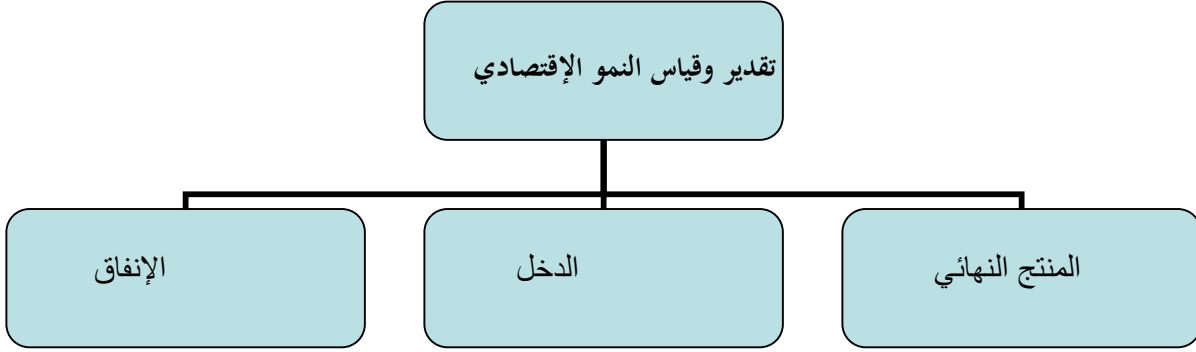 تقدير وقياس النمو الإقتصادي
المنتج النهائي
الدخل
الإنفاق